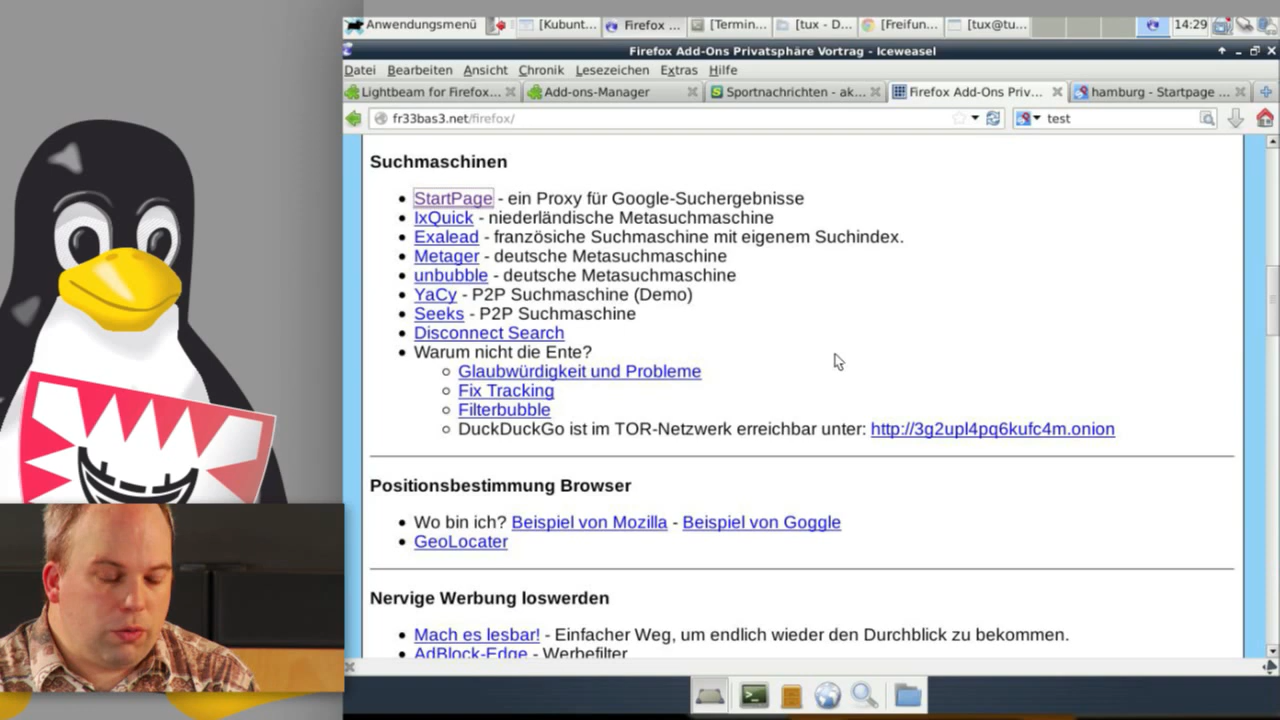 Anwendungsmenü [Kubunt... Firefox ... [Termin... [tux - D... [Freifun... [tux@tu... 14:29
Firefox Add-Ons Privatsphäre Vortrag - Iceweasel
Datei Bearbeiten Ansicht Chronik Lesezeichen Extras Hilfe
Lightbeam for Firefox... Add-ons-Manager Sportnachrichten - ak... Firefox Add-Ons Priv... hamburg - Startpage ...
fr33bas3.net/firefox/ test
Suchmaschinen
StartPage - ein Proxy für Google-Suchergebnisse
IxQuick - niederländische Metasuchmaschine
Exalead - französiche Suchmaschine mit eigenem Suchindex.
Metager - deutsche Metasuchmaschine
unbubble - deutsche Metasuchmaschine
YaCy - P2P Suchmaschine (Demo)
Seeks - P2P Suchmaschine
Disconnect Search
Warum nicht die Ente?
Glaubwürdigkeit und Probleme
Fix Tracking
Filterbubble
DuckDuckGo ist im TOR-Netzwerk erreichbar unter: http://3g2upl4pq6kufc4m.onion
Positionsbestimmung Browser
Wo bin ich? Beispiel von Mozilla - Beispiel von Goggle
GeoLocater
Nervige Werbung loswerden
Mach es lesbar! - Einfacher Weg, um endlich wieder den Durchblick zu bekommen.
AdBlock-Edge - Werbefilter